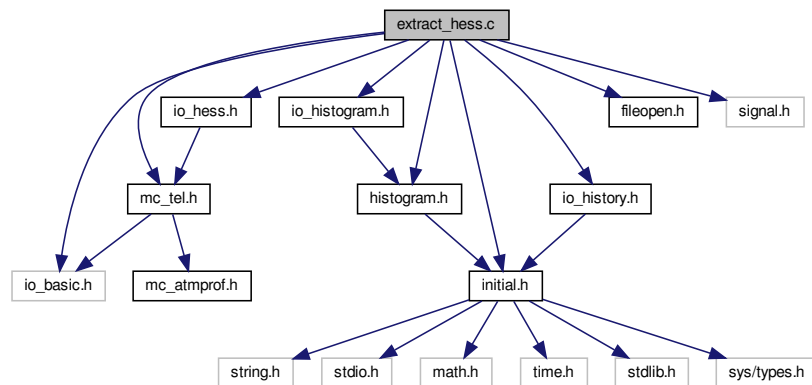 extract_hess.c
io_hess.h
io_histogram.h
fileopen.h
signal.h
mc_tel.h
histogram.h
io_history.h
io_basic.h
mc_atmprof.h
initial.h
string.h
stdio.h
math.h
time.h
stdlib.h
sys/types.h